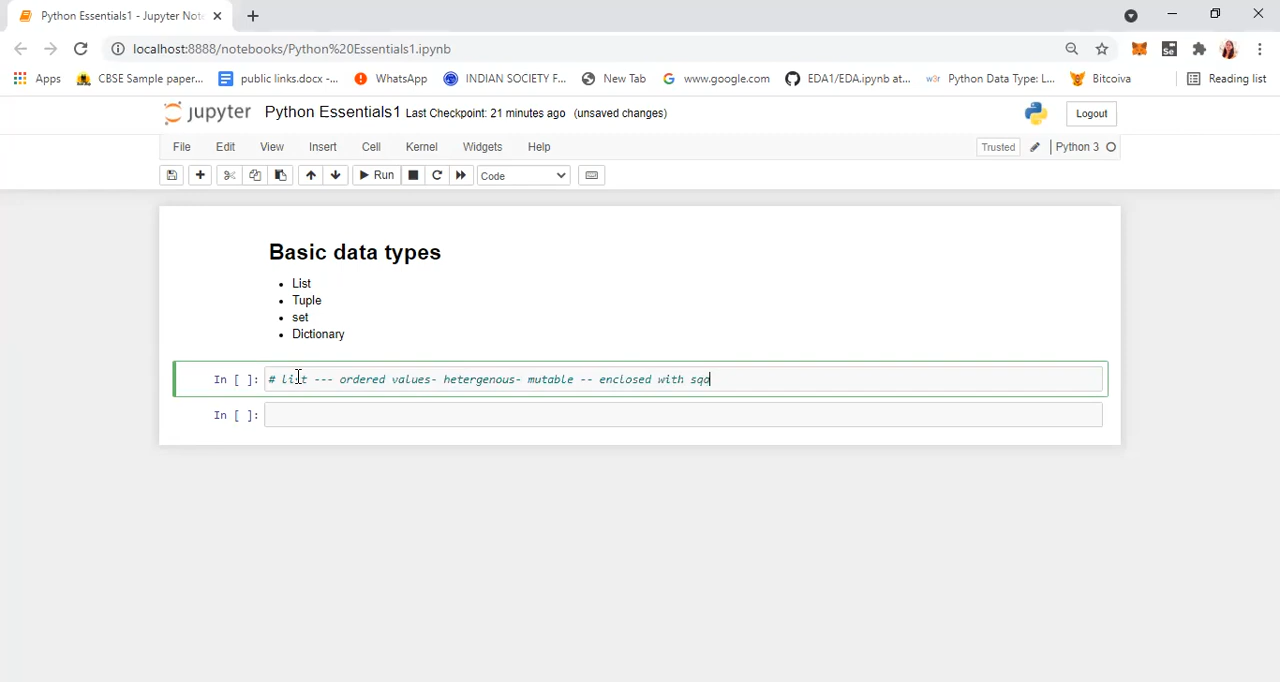 Python Essentials1 - Jupyter Not
localhost:8888/notebooks/Python%20Essentials1.ipynb
Apps CBSE Sample paper... public links.docx -... WhatsApp INDIAN SOCIETY F... New Tab www.google.com EDA1/EDA.ipynb at... Python Data Type: L... Bitcoiva Reading list
jupyter Python Essentials1 Last Checkpoint: 21 minutes ago (unsaved changes) Logout
File Edit View Insert Cell Kernel Widgets Help Trusted Python 3
Run Code
Basic data types
• List
• Tuple
• set
• Dictionary
In [ ]: # list --- ordered values- hetergenous- mutable -- enclosed with sqa
In [ ]: